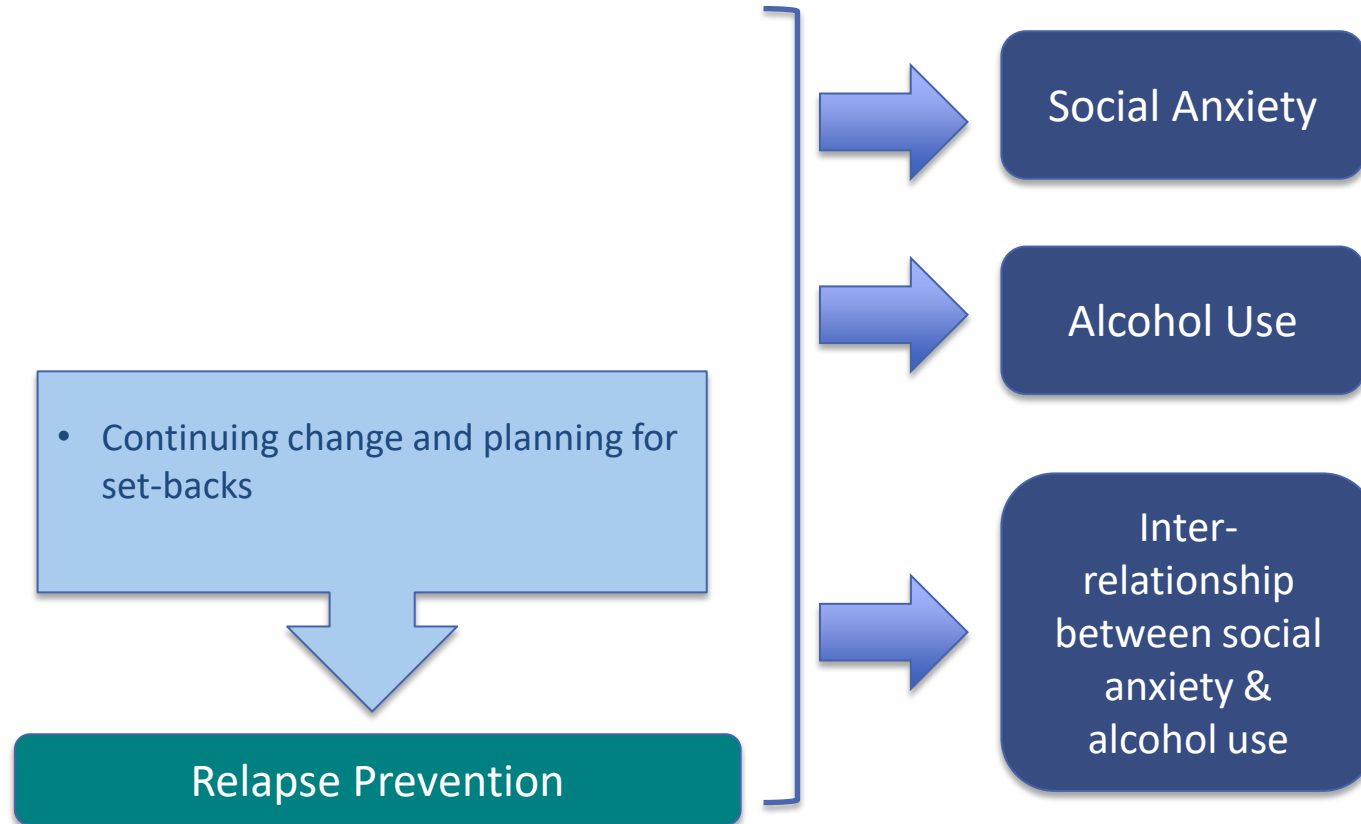 Social Anxiety
Alcohol Use
• Continuing change and planning for
set-backs
Inter-
relationship
between social
anxiety &
alcohol use
Relapse Prevention